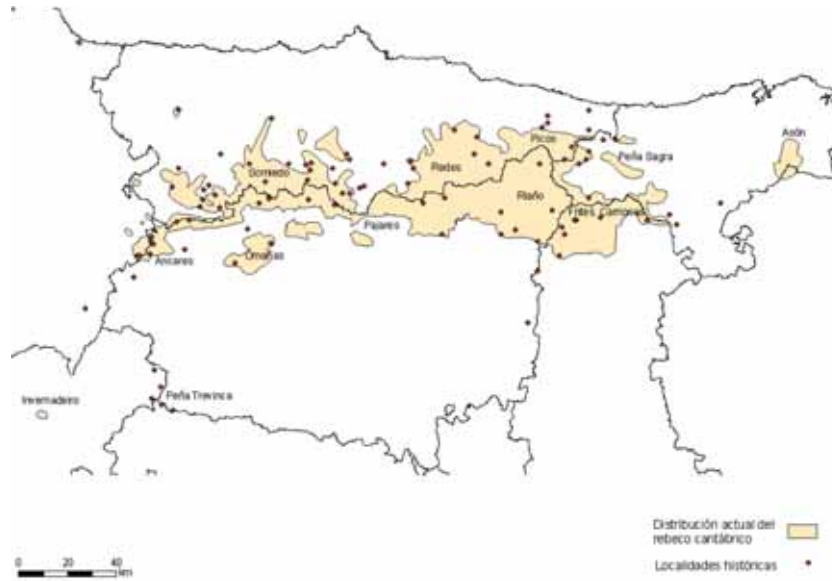 Asón
Picos
Peña Sagra
Redes
Somiedo
Riaño
Ftes. Carrionas
Pajares
Omañas
Ancares
Peña Trevinca
Invernadeiro
Distribución actual del
rebeco cantábrico
Localidades históricas
0 20 40
km